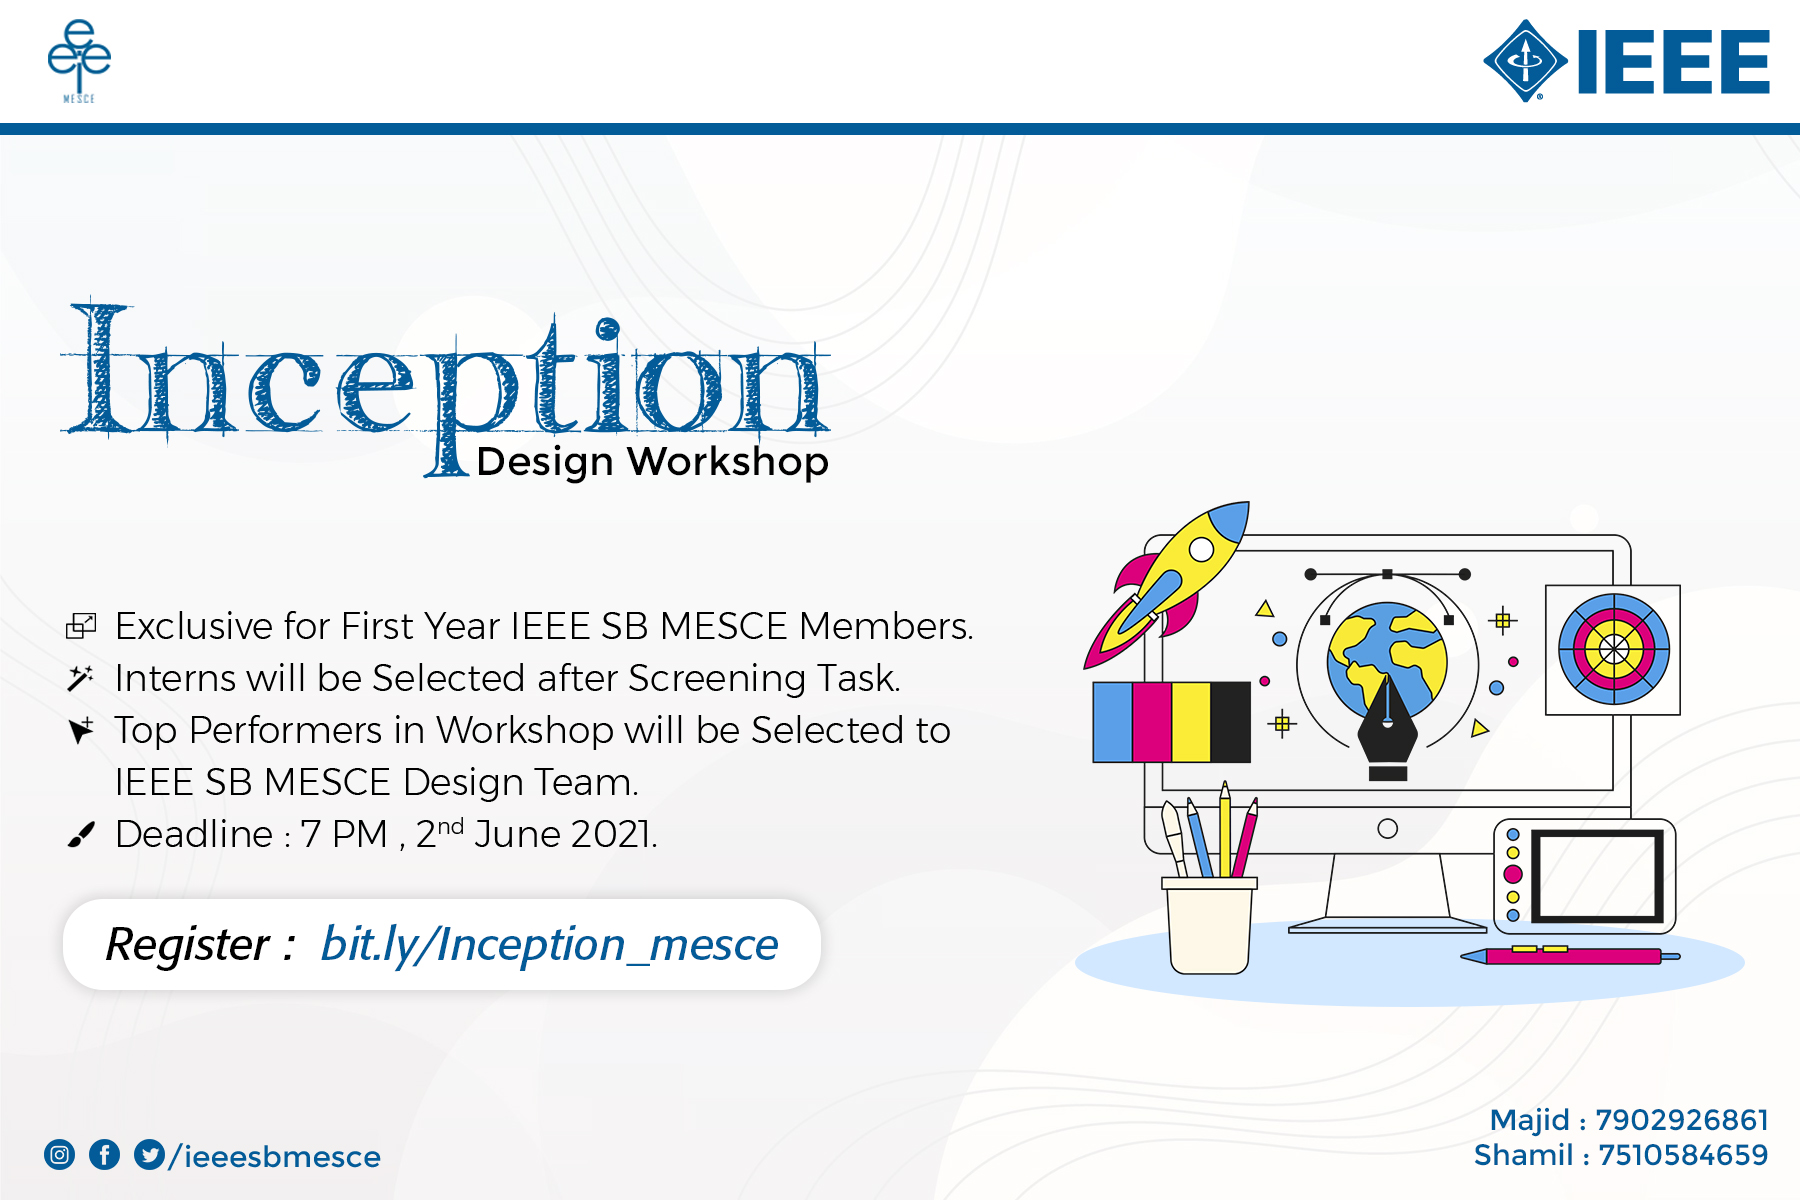 eeei
MESCE
IEEE
Inception
Design Workshop
Exclusive for First Year IEEE SB MESCE Members.
Interns will be Selected after Screening Task.
Top Performers in Workshop will be Selected to
IEEE SB MESCE Design Team.
Deadline : 7 PM , 2nd June 2021.
Register : bit.ly/Inception_mesce
/ieeesbmesce
Majid : 7902926861
Shamil : 7510584659